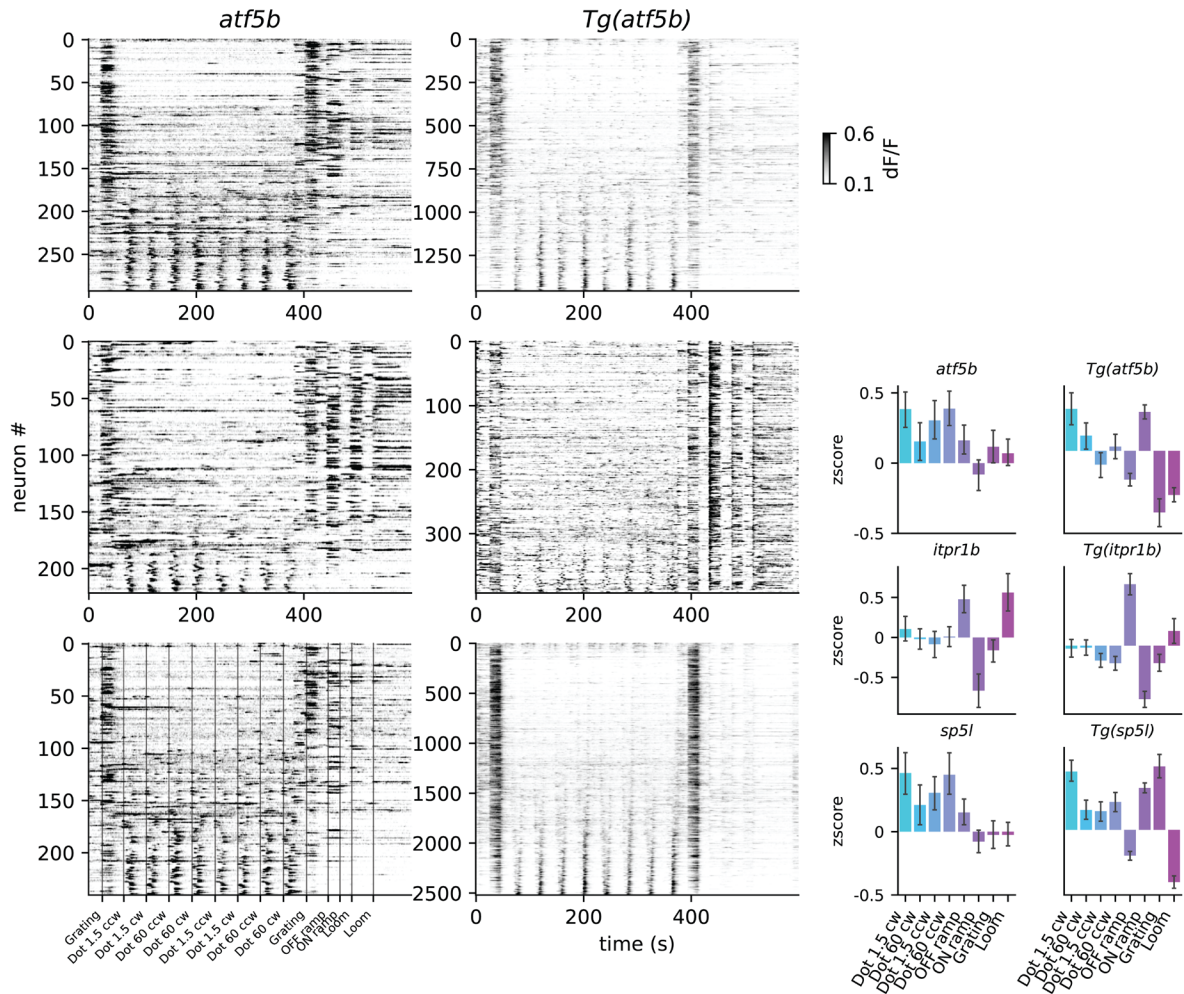 atf5b
Tg(atf5b)
0
50
100
150
200
250
0
200
400
0
250
500
750
1000
1250
0
200
400
0.6
0.1
dF/F
neuron #
0
50
100
150
200
0
200
400
0
100
200
300
0
200
400
0
50
100
150
200
Grating
Dot 1.5 ccw
Dot 1.5 cw
Dot 60 ccw
Dot 60 cw
Dot 1.5 ccw
Dot 1.5 cw
Dot 60 ccw
Dot 60 cw
Grating
OFF ramp
ON ramp
Loom
Loom
0
500
1000
1500
2000
2500
0
200
400
time (s)
atf5b
zscore
0.5
0
-0.5
Tg(atf5b)
itpr1b
zscore
0.5
0
-0.5
Tg(itpr1b)
sp5l
zscore
0.5
0
-0.5
Tg(sp5l)
Dot 1.5 cw
Dot 60 cw
Dot 1.5 ccw
Dot 60 ccw
OFF ramp
ON ramp
Grating
Loom
Dot 1.5 cw
Dot 60 cw
Dot 1.5 ccw
Dot 60 ccw
OFF ramp
ON ramp
Grating
Loom